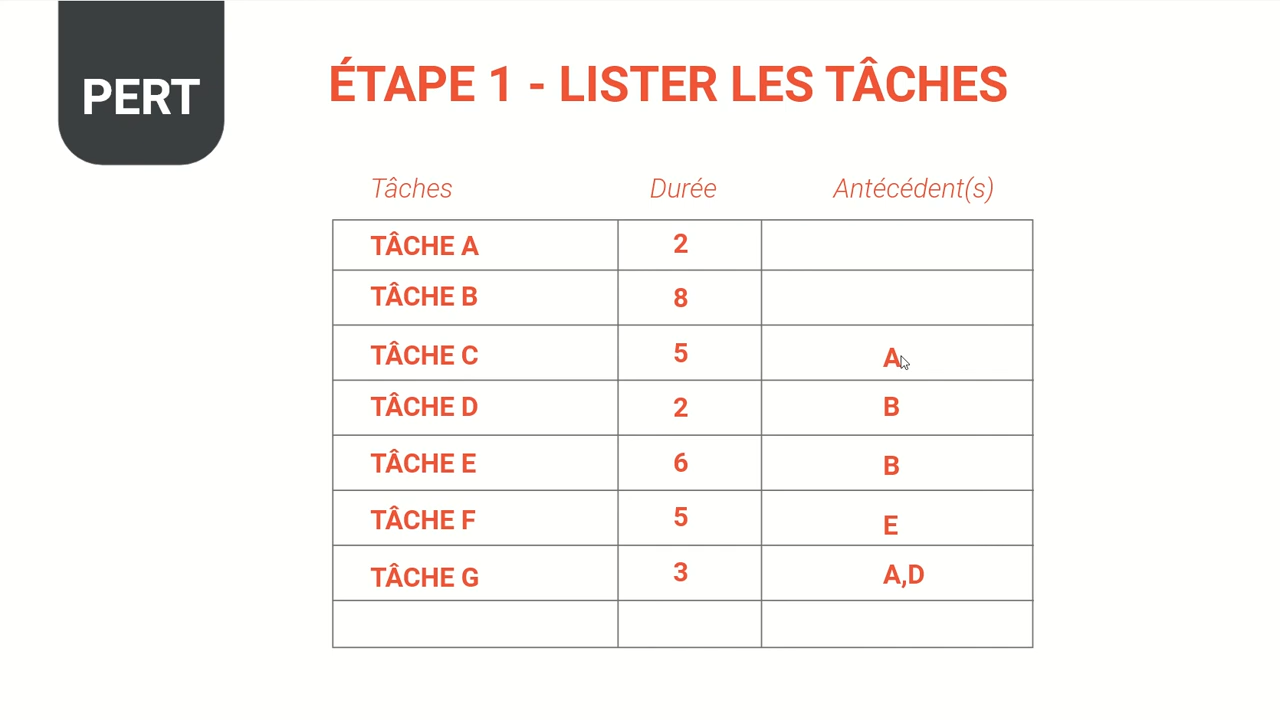 PERT
ÉTAPE 1 - LISTER LES TÂCHES
Tâches Durée Antécédent(s)
TÂCHE A 2
TÂCHE B 8
TÂCHE C 5 A
TÂCHE D 2 B
TÂCHE E 6 B
TÂCHE F 5 E
TÂCHE G 3 A,D